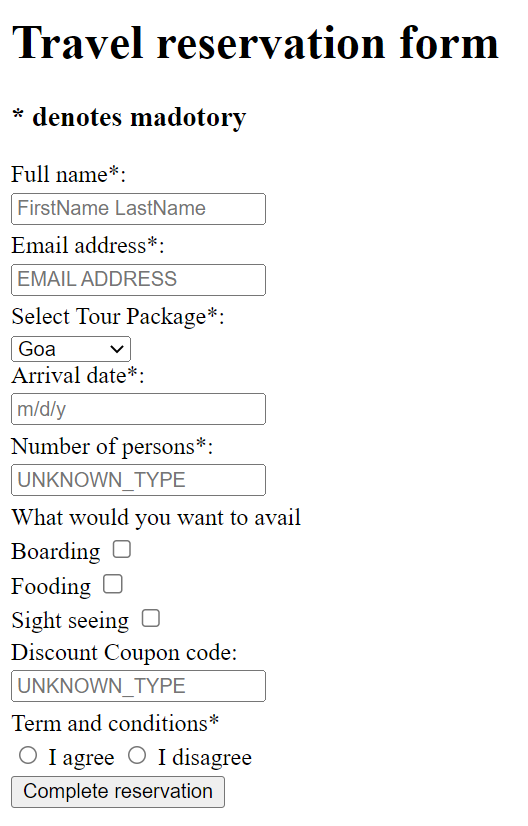 Travel reservation form
* denotes madotory
Full name*:
FirstName LastName
Email address*:
EMAIL ADDRESS
Select Tour Package*:
Goa
Arrival date*:
m/d/y
Number of persons*:
UNKNOWN_TYPE
What would you want to avail
Boarding
Fooding
Sight seeing
Discount Coupon code:
UNKNOWN_TYPE
Term and conditions*
I agree I disagree
Complete reservation